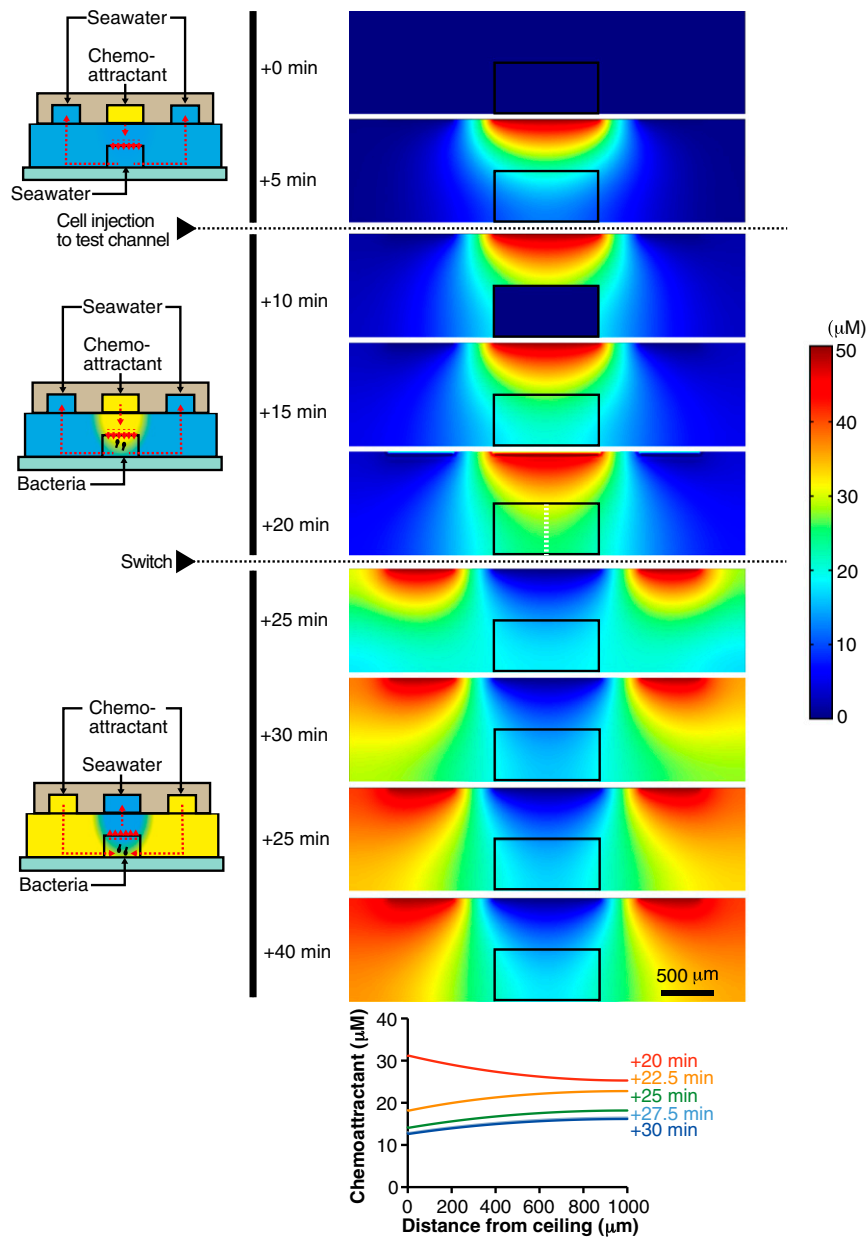 Seawater
Chemo-
attractant
Seawater
+0 min
+5 min
Cell injection
to test channel
+10 min
Seawater
Chemo-
attractant
Bacteria
+15 min
+20 min
Switch
+25 min
+30 min
Chemo-
attractant
Seawater
Bacteria
+25 min
+40 min
500 μm
(μM)
50
40
30
20
10
0
Chemoattractant (μM)
40
30
20
10
0
+20 min
+22.5 min
+25 min
+27.5 min
+30 min
0 200 400 600 800 1000
Distance from ceiling (μm)